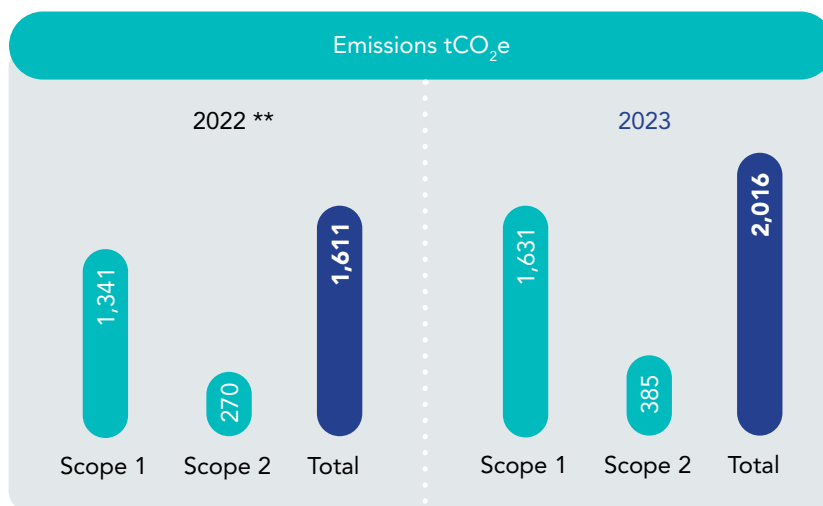 Emissions tCO₂e
2022 **
1,341
270
1,611
Scope 1 Scope 2 Total
2023
1,631
385
2,016
Scope 1 Scope 2 Total